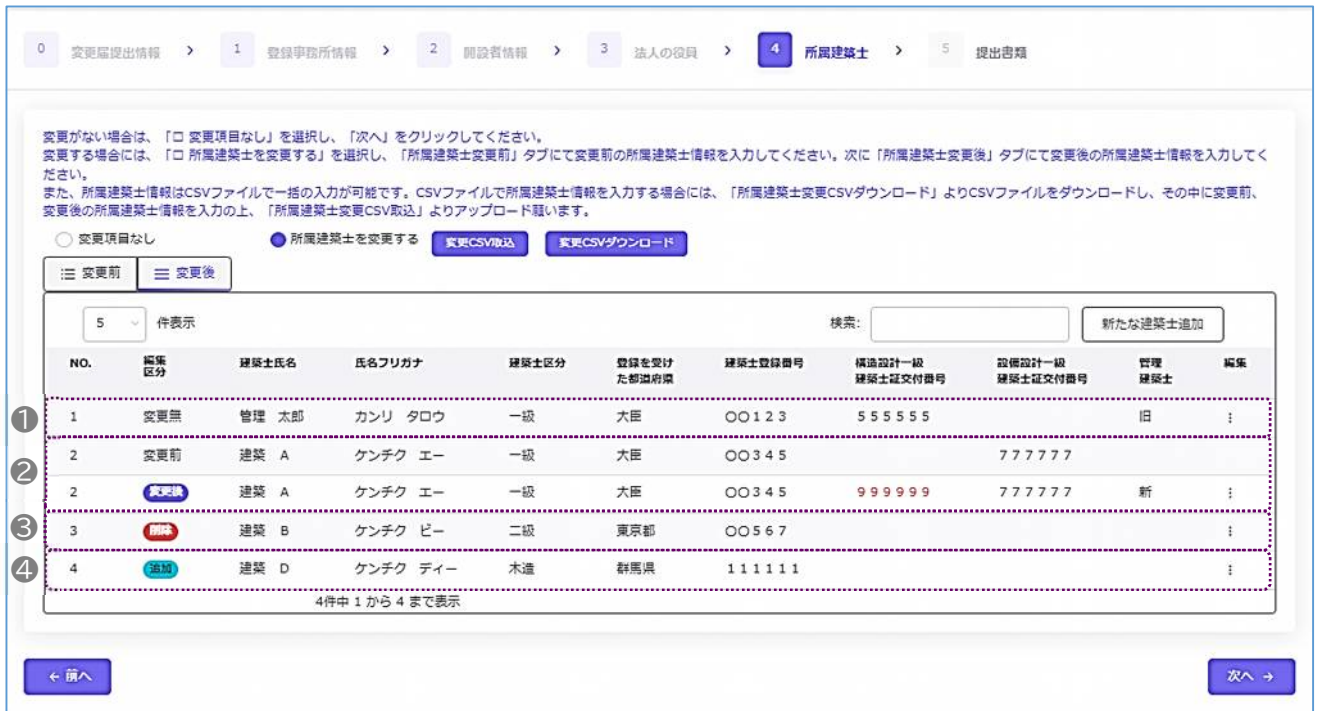 0 変更届提出情報 > 1 登録事務所情報 > 2 開設者情報 > 3 法人の役員 > 4 所属建築士 > 5 提出書類
変更がない場合は、「□ 変更項目なし」を選択し、「次へ」をクリックしてください。
変更する場合には、「□ 所属建築士を変更する」を選択し、「所属建築士変更前」タブにて変更前の所属建築士情報を入力してください。次に「所属建築士変更後」タブにて変更後の所属建築士情報を入力してく
ださい。
また、所属建築士情報はCSVファイルで一括の入力が可能です。CSVファイルで所属建築士情報を入力する場合には、「所属建築士変更CSVダウンロード」よりCSVファイルをダウンロードし、その中に変更前、
変更後の所属建築士情報を入力の上、「所属建築士変更CSV取込」よりアップロード願います。
変更項目なし 所属建築士を変更する 変更CSV取込 変更CSVダウンロード
変更前 変更後
5 件表示 検索: 新たな建築士追加
NO. 編集区分 建築士氏名 氏名フリガナ 建築士区分 登録を受けた都道府県 建築士登録番号 構造設計一級建築士証交付番号 設備設計一級建築士証交付番号 管理建築士 編集
❶ 1 変更無 管理 太郎 カンリ タロウ 一級 大臣 〇〇123 555555 旧 ⋮
❷ 2 変更前 建築 A ケンチク エー 一級 大臣 〇〇345 777777
2 変更後 建築 A ケンチク エー 一級 大臣 〇〇345 999999 777777 新 ⋮
❸ 3 削除 建築 B ケンチク ビー 二級 東京都 〇〇567 ⋮
❹ 4 追加 建築 D ケンチク ディー 木造 群馬県 111111 ⋮
4件中 1 から 4 まで表示
← 前へ 次へ →